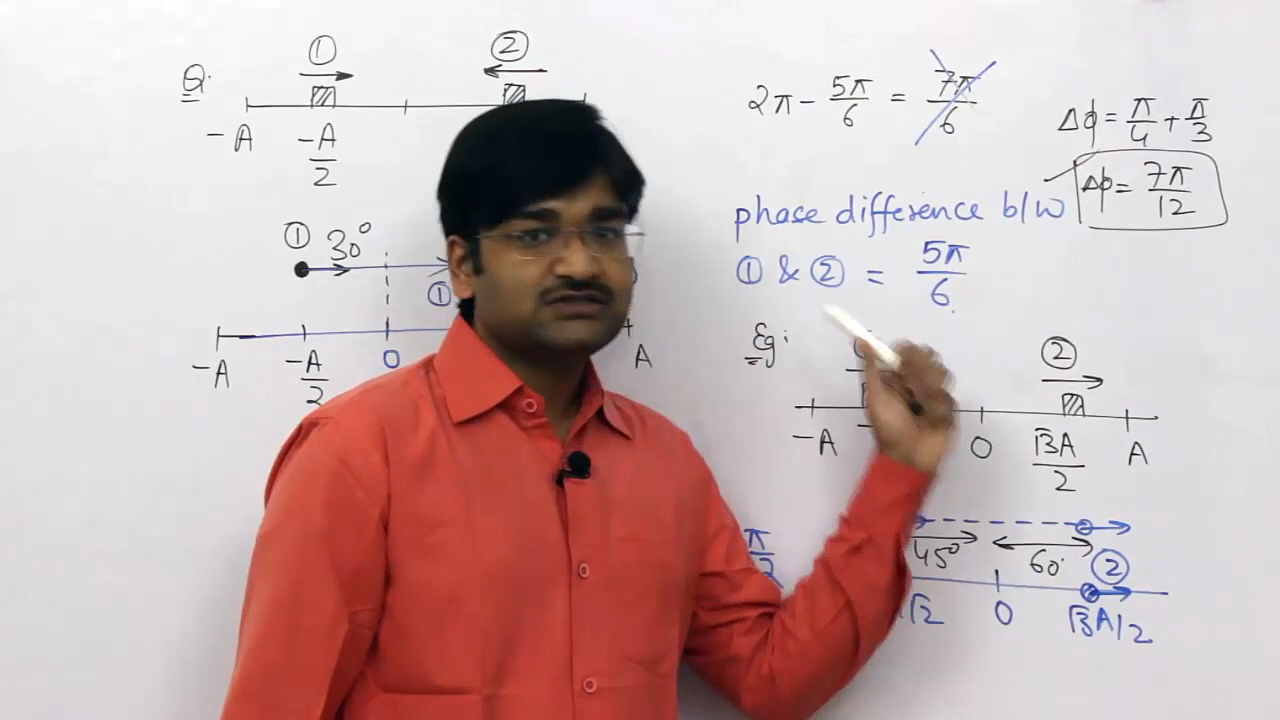 Q.
① ②
-A -A/2
① 30°
①
-A -A/2 0 A
2π - 5π/6 = 7π/6
Δϕ = π/4 + π/3
Δϕ = 7π/12
phase difference b/w
① & ② = 5π/6
Eg:
②
-A 0 √3A/2 A
π/2 45° 60° ②
0 √3A/2